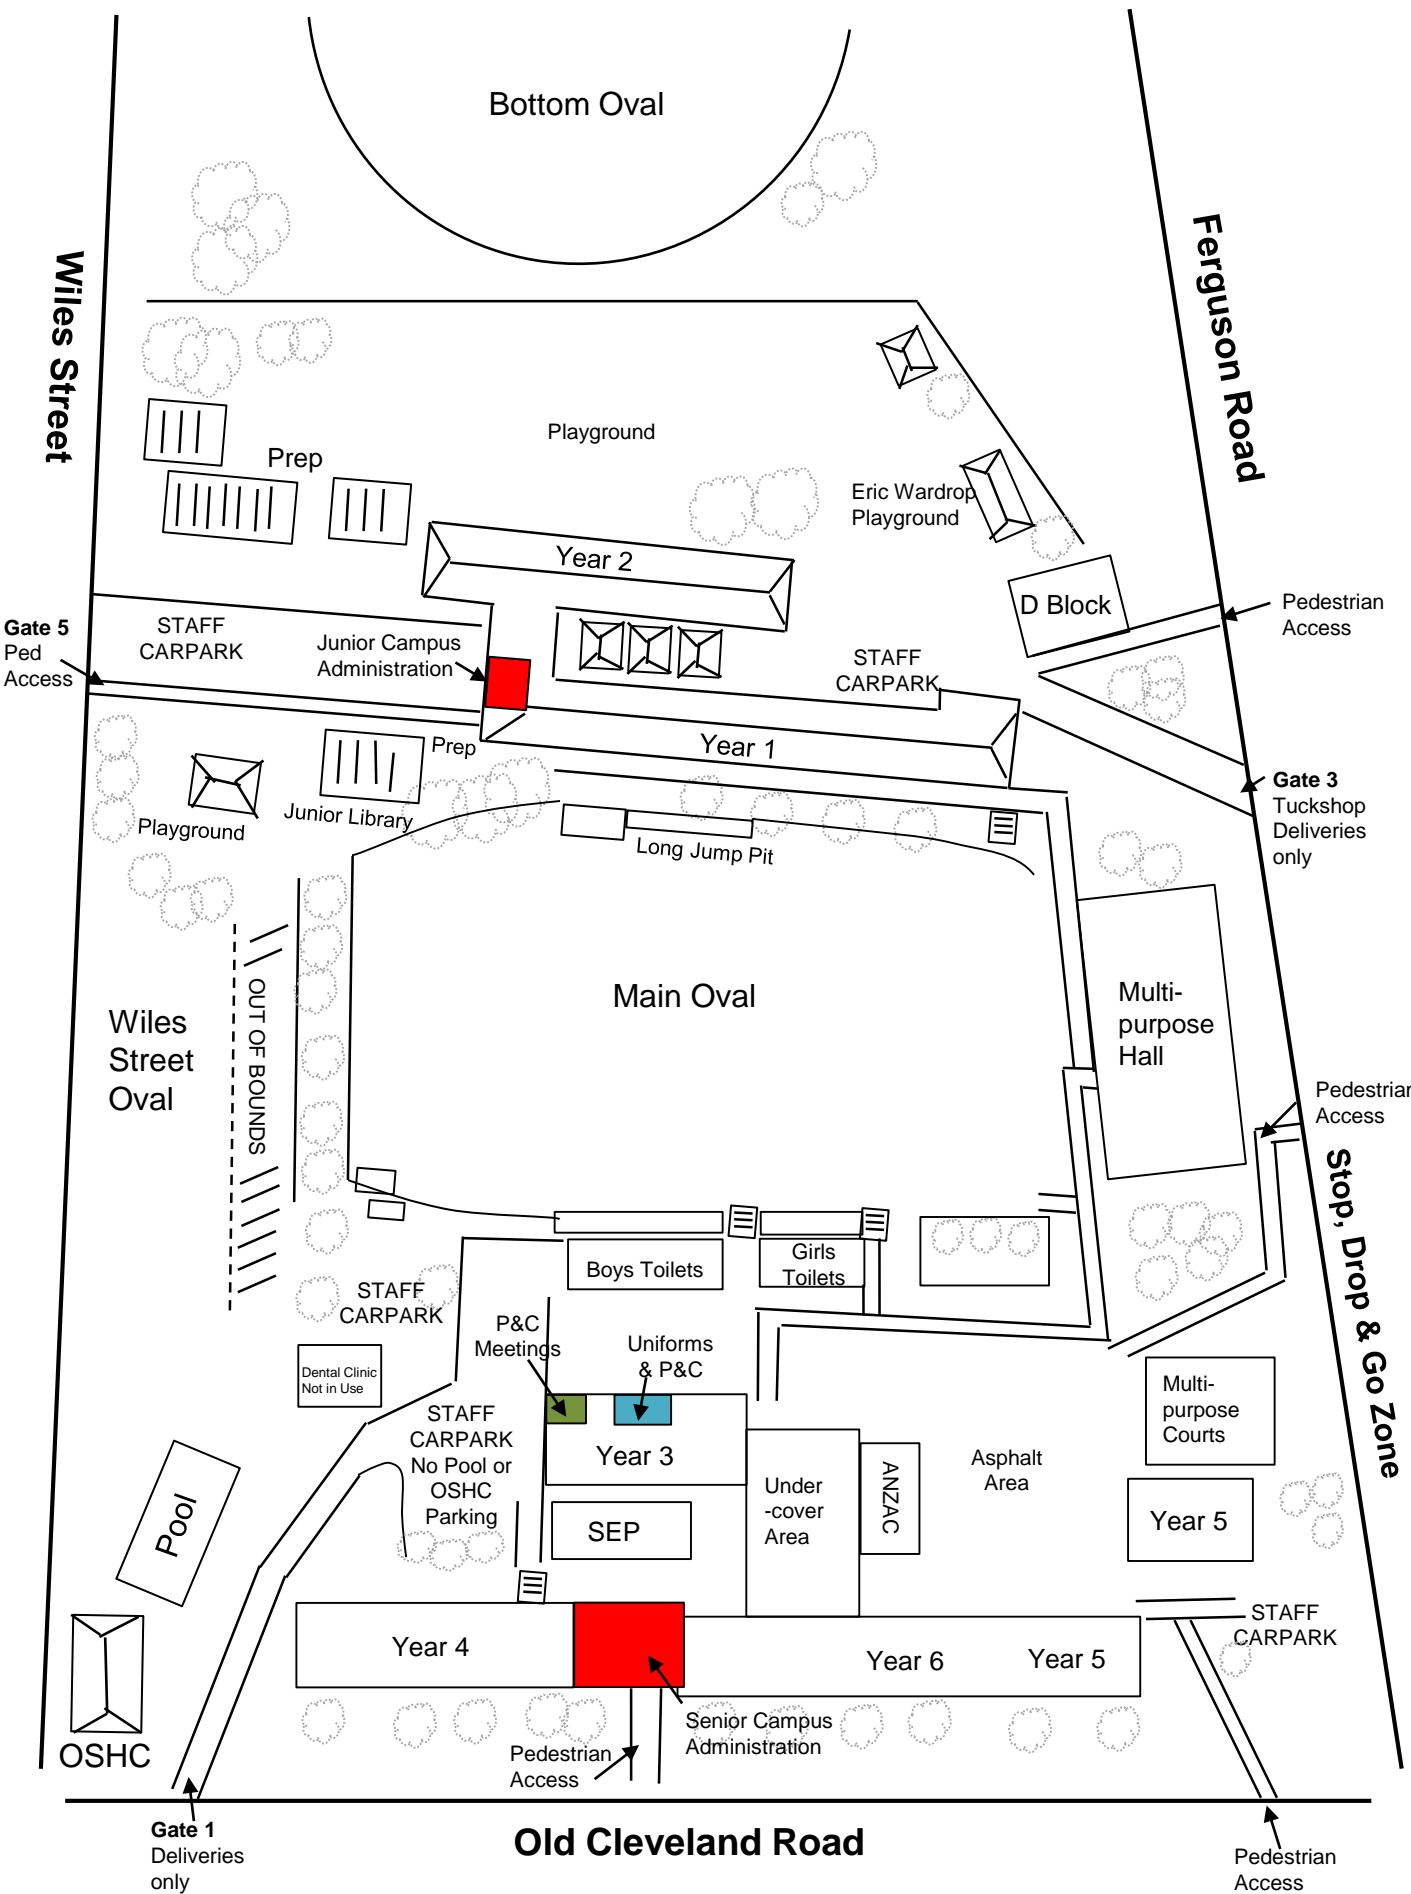 Bottom Oval
Wiles Street
Ferguson Road
Playground
Prep
Eric Wardrop
Playground
Year 2
D Block
Pedestrian
Access
Gate 5
Ped
Access
STAFF
CARPARK
Junior Campus
Administration
STAFF
CARPARK
Year 1
Prep
Junior Library
Playground
Gate 3
Tuckshop
Deliveries
only
Long Jump Pit
Main Oval
Multi-
purpose
Hall
Wiles
Street
Oval
OUT OF BOUNDS
Pedestrian
Access
Stop, Drop & Go Zone
Boys Toilets
Girls
Toilets
STAFF
CARPARK
P&C
Meetings
Uniforms
& P&C
Dental Clinic
Not in Use
STAFF
CARPARK
No Pool or
OSHC
Parking
Year 3
Multi-
purpose
Courts
Asphalt
Area
Under
-cover
Area
ANZAC
Pool
SEP
Year 5
Year 4
Year 6
Year 5
STAFF
CARPARK
OSHC
Senior Campus
Administration
Pedestrian
Access
Gate 1
Deliveries
only
Old Cleveland Road
Pedestrian
Access